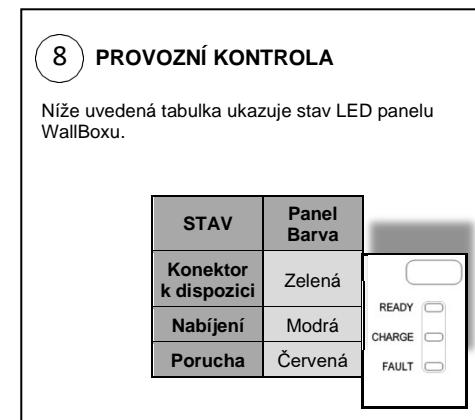 8 PROVOZNÍ KONTROLA
Níže uvedená tabulka ukazuje stav LED panelu
WallBoxu.
STAV Panel
Barva
Konektor
k dispozici Zelená
Nabíjení Modrá
Porucha Červená
READY
CHARGE
FAULT